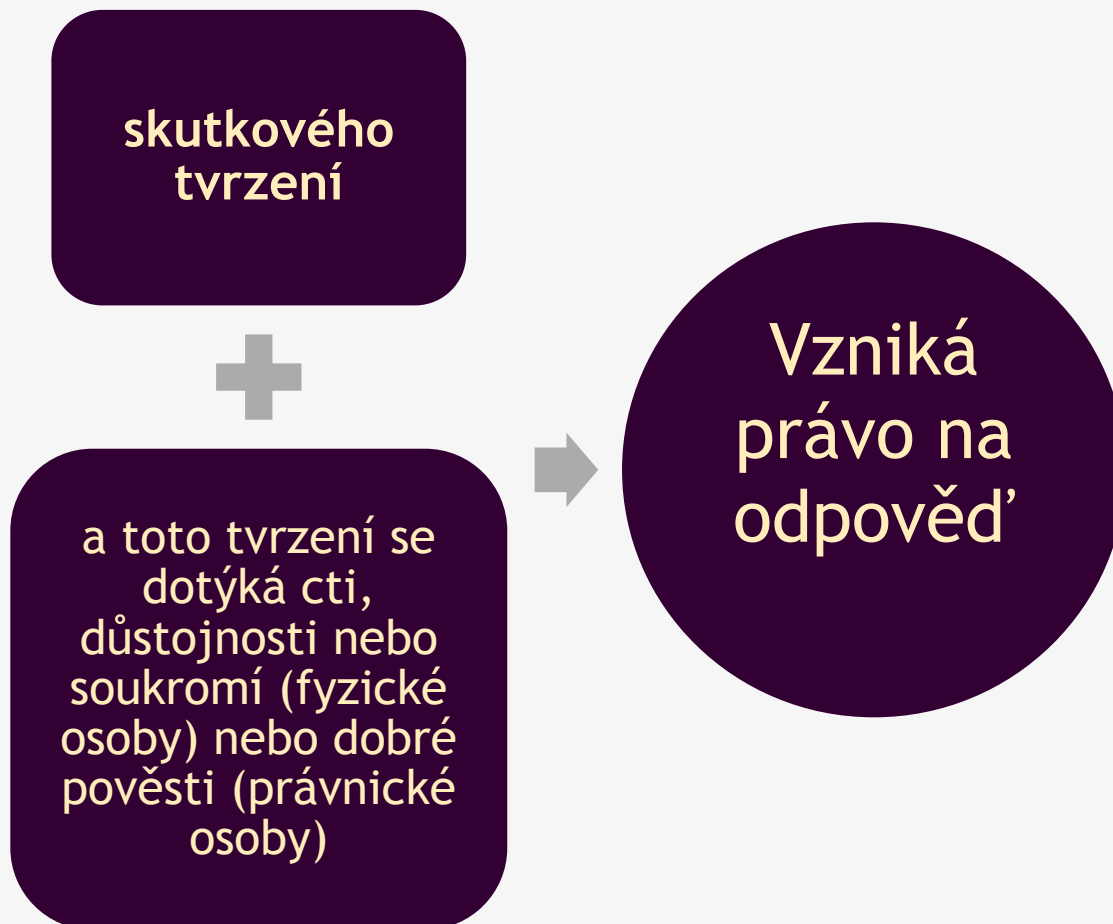 skutkového
tvrzení
a toto tvrzení se
dotýká cti,
důstojnosti nebo
soukromí (fyzické
osoby) nebo dobré
pověsti (právnické
osoby)
Vzniká
právo na
odpověď